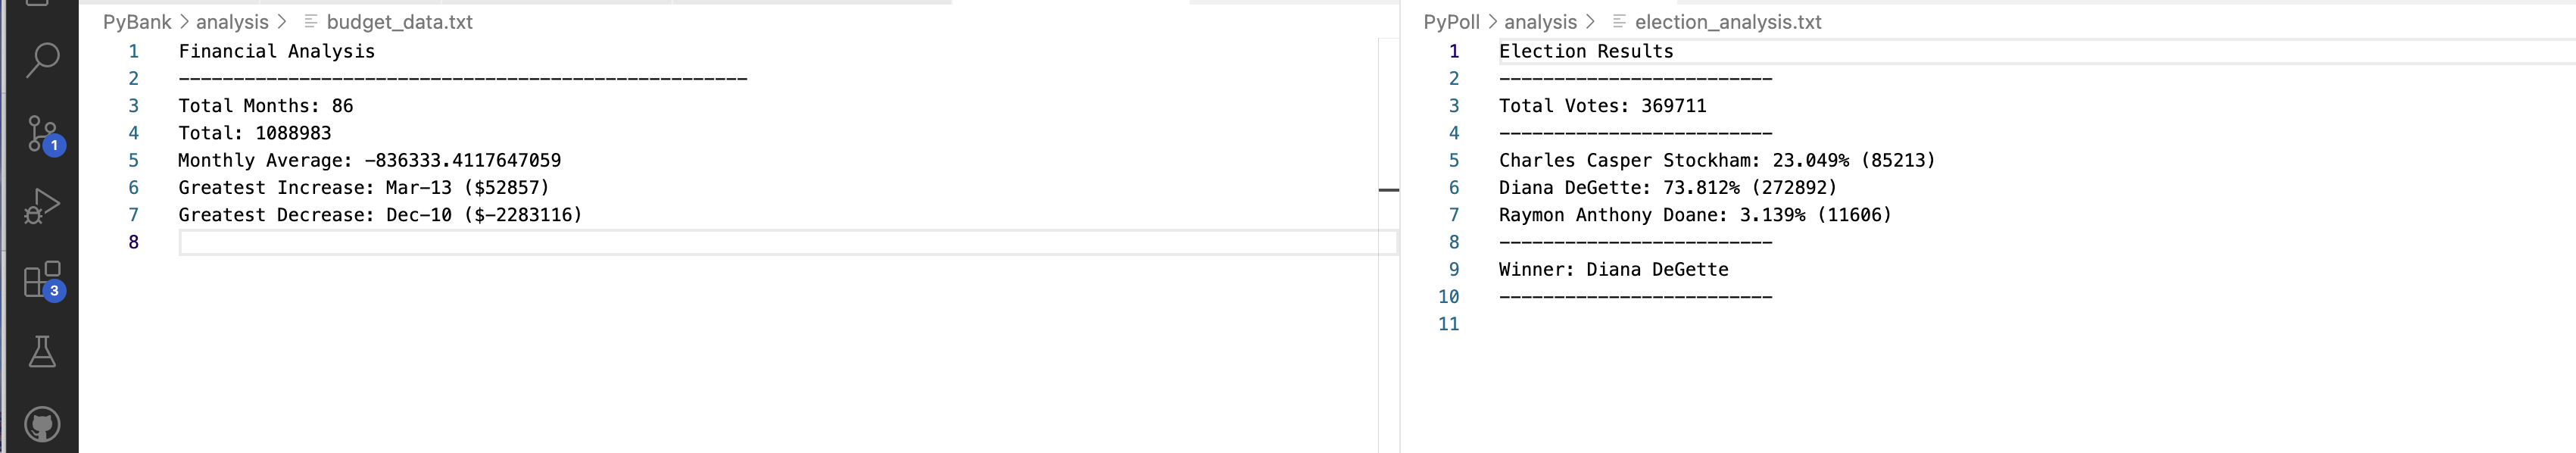 PyBank > analysis > budget_data.txt
1 Financial Analysis
2 ----------------------------------------------------
3 Total Months: 86
4 Total: 1088983
5 Monthly Average: -836333.4117647059
6 Greatest Increase: Mar-13 ($52857)
7 Greatest Decrease: Dec-10 ($-2283116)
8
1
3
PyPoll > analysis > election_analysis.txt
1 Election Results
2 -------------------------
3 Total Votes: 369711
4 -------------------------
5 Charles Casper Stockham: 23.049% (85213)
6 Diana DeGette: 73.812% (272892)
7 Raymon Anthony Doane: 3.139% (11606)
8 -------------------------
9 Winner: Diana DeGette
10 -------------------------
11